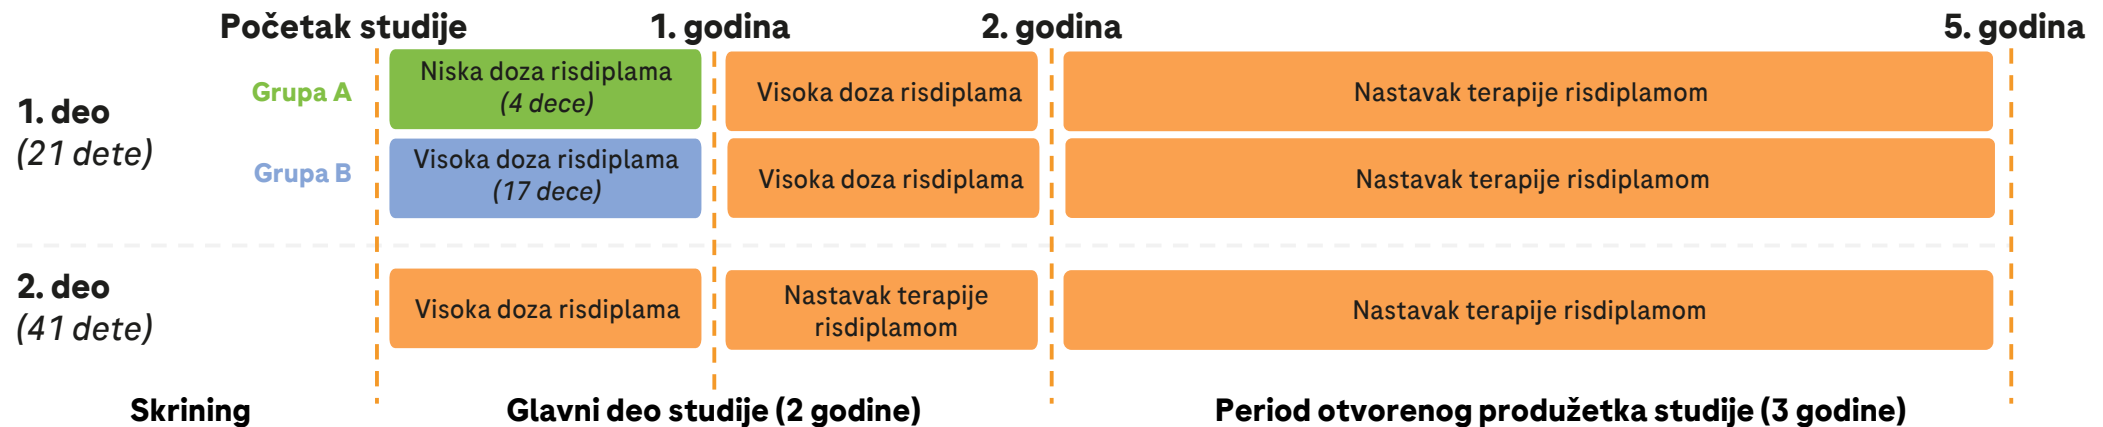 Početak studije
1. godina
2. godina
5. godina
1. deo
(21 dete)
Grupa A
Niska doza risdiplama
(4 dece)
Visoka doza risdiplama
Nastavak terapije risdiplamom
Grupa B
Visoka doza risdiplama
(17 dece)
Visoka doza risdiplama
Nastavak terapije risdiplamom
2. deo
(41 dete)
Visoka doza risdiplama
Nastavak terapije
risdiplamom
Nastavak terapije risdiplamom
Skrining
Glavni deo studije (2 godine)
Period otvorenog produžetka studije (3 godine)